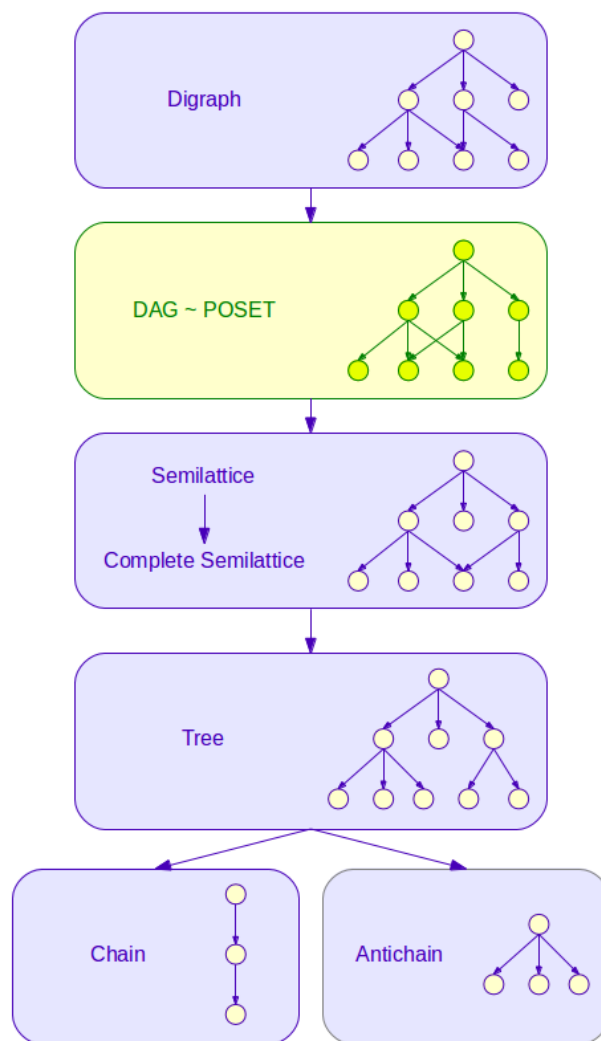 Digraph
DAG ~ POSET
Semilattice
Complete Semilattice
Tree
Chain
Antichain